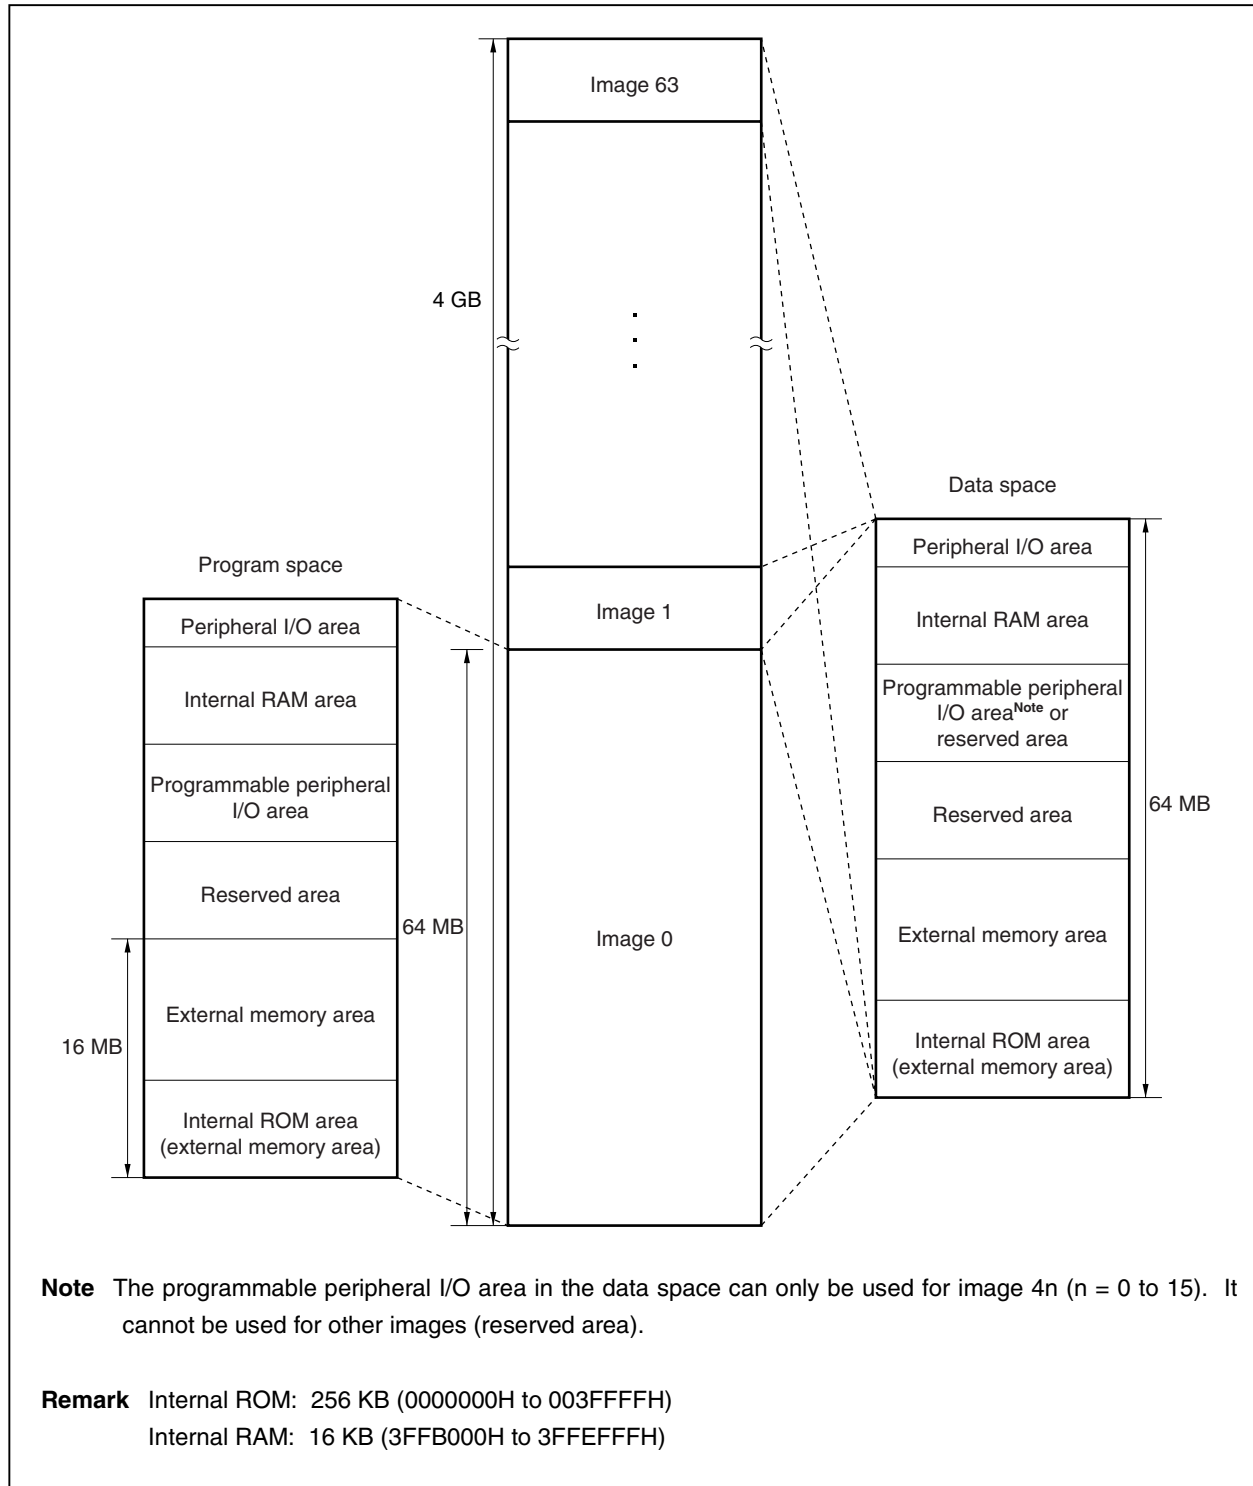 Image 63
4 GB
.
.
.
Data space
Peripheral I/O area
Program space
Internal RAM area
Image 1
Peripheral I/O area
Programmable peripheral
I/O areaNote or
reserved area
Internal RAM area
64 MB
Programmable peripheral
I/O area
Reserved area
Reserved area
64 MB
Image 0
External memory area
External memory area
16 MB
Internal ROM area
(external memory area)
Internal ROM area
(external memory area)
Note The programmable peripheral I/O area in the data space can only be used for image 4n (n = 0 to 15). It
cannot be used for other images (reserved area).
Remark Internal ROM: 256 KB (0000000H to 003FFFFH)
Internal RAM: 16 KB (3FFB000H to 3FFEFFFH)